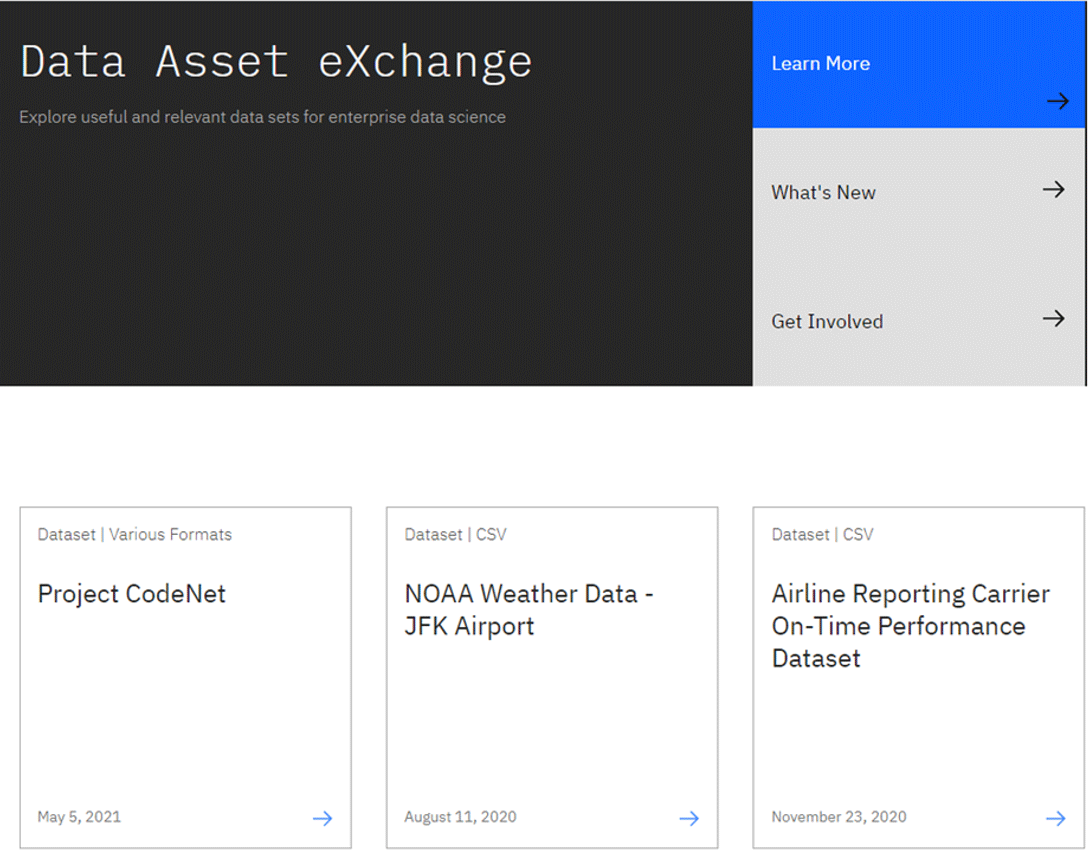 Data Asset eXchange
Explore useful and relevant data sets for enterprise data science
Learn More
What's New
Get Involved
Dataset | Various Formats
Project CodeNet
May 5, 2021
Dataset | CSV
NOAA Weather Data -
JFK Airport
August 11, 2020
Dataset | CSV
Airline Reporting Carrier
On-Time Performance
Dataset
November 23, 2020